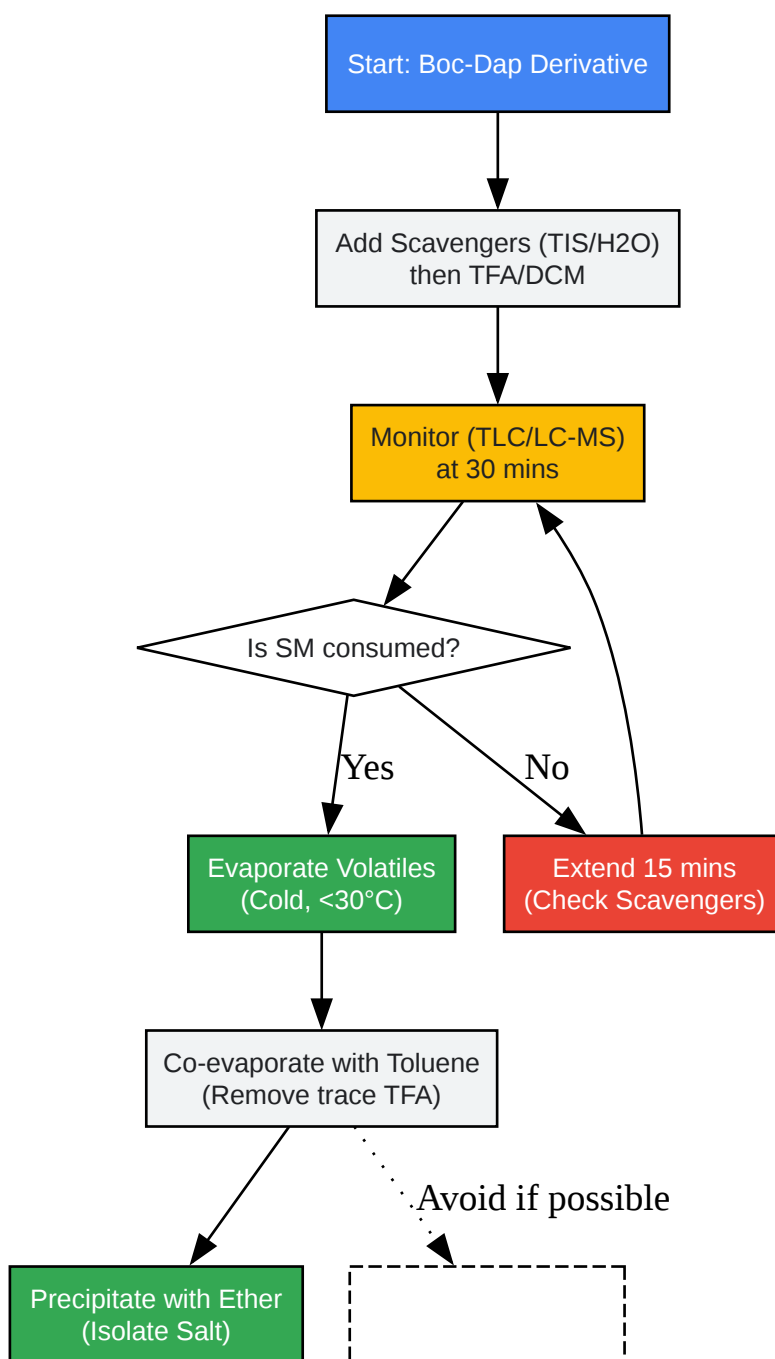 Start: Boc-Dap Derivative
Add Scavengers (TIS/H2O)
then TFA/DCM
Monitor (TLC/LC-MS)
at 30 mins
Is SM consumed?
Yes
No
Evaporate Volatiles
(Cold, <30°C)
Extend 15 mins
(Check Scavengers)
Co-evaporate with Toluene
(Remove trace TFA)
Avoid if possible
Precipitate with Ether
(Isolate Salt)